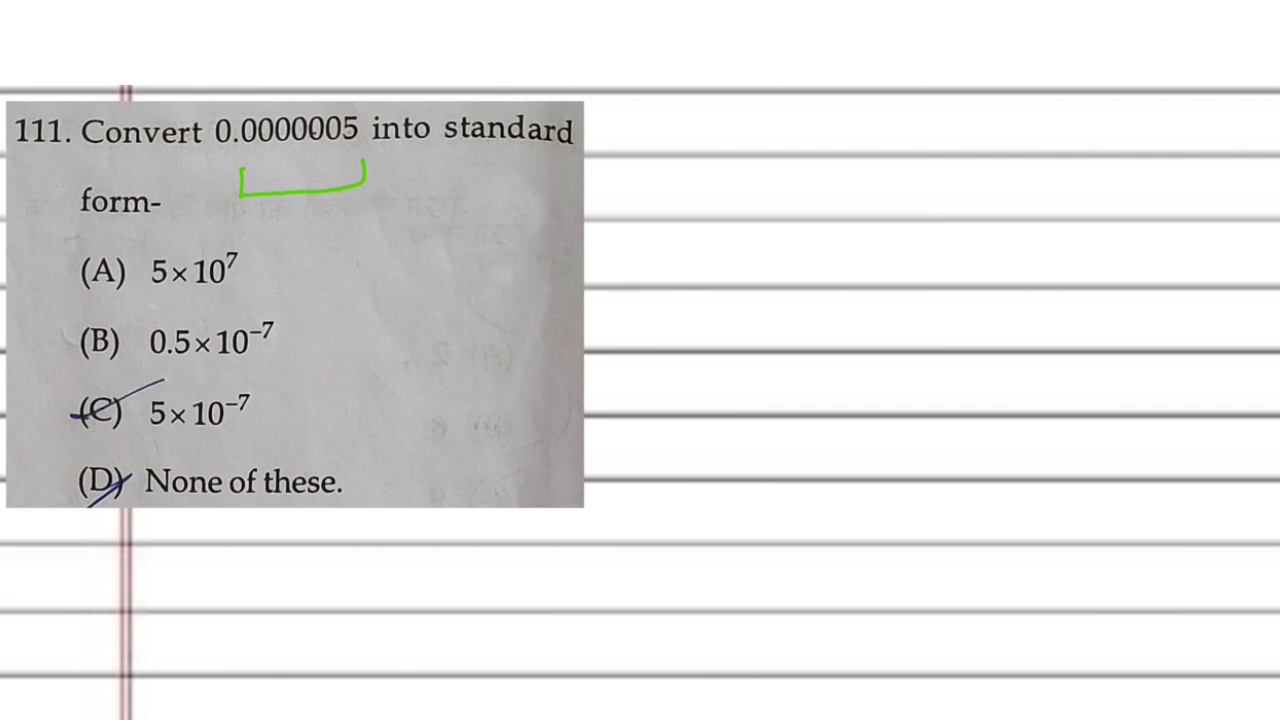 111. Convert 0.0000005 into standard
form-
(A) 5×10⁷
(B) 0.5×10⁻⁷
(C) 5×10⁻⁷
(D) None of these.